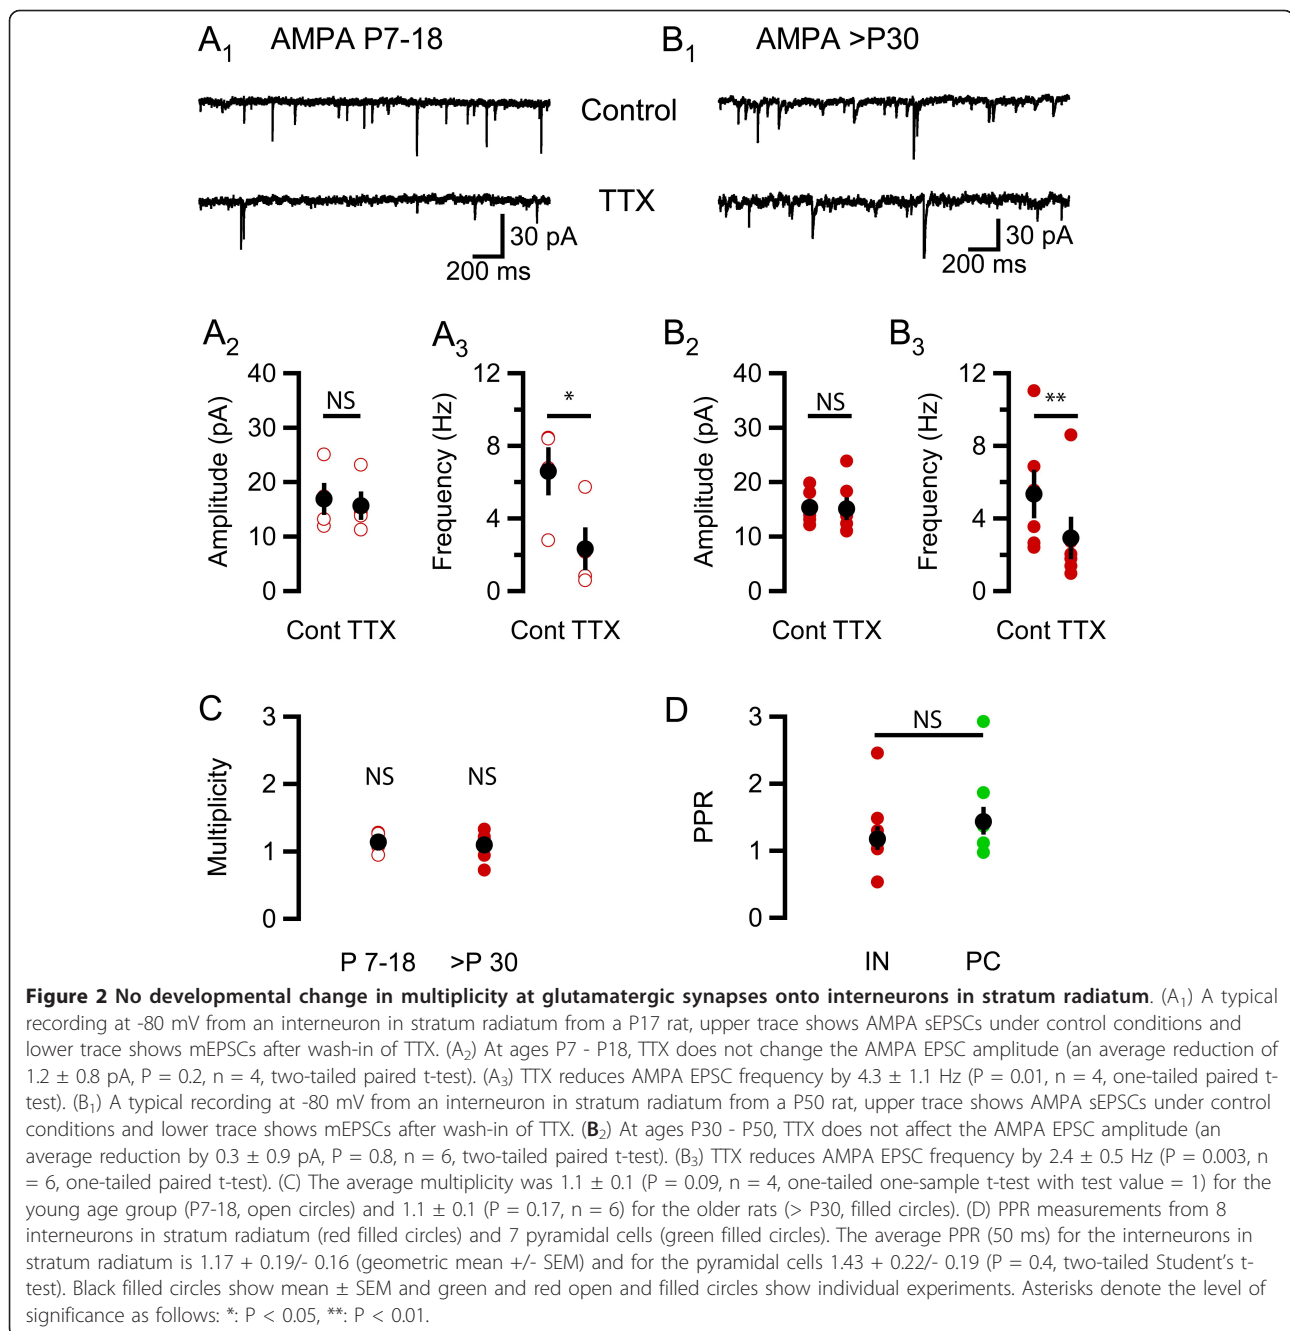 A1 AMPA P7-18
B1 AMPA >P30
Control
TTX
30 pA
200 ms
30 pA
200 ms
A2
A3
B2
B3
Amplitude (pA)
40
30
20
10
0
NS
Cont TTX
Frequency (Hz)
12
8
4
0
*
Cont TTX
Amplitude (pA)
40
30
20
10
0
NS
Cont TTX
Frequency (Hz)
12
8
4
0
**
Cont TTX
C
Multiplicity
3
2
1
0
NS
NS
P 7-18
>P 30
D
PPR
3
2
1
0
NS
IN
PC
Figure 2 No developmental change in multiplicity at glutamatergic synapses onto interneurons in stratum radiatum. (A1) A typical
recording at -80 mV from an interneuron in stratum radiatum from a P17 rat, upper trace shows AMPA sEPSCs under control conditions and
lower trace shows mEPSCs after wash-in of TTX. (A2) At ages P7 - P18, TTX does not change the AMPA EPSC amplitude (an average reduction of
1.2 ± 0.8 pA, P = 0.2, n = 4, two-tailed paired t-test). (A3) TTX reduces AMPA EPSC frequency by 4.3 ± 1.1 Hz (P = 0.01, n = 4, one-tailed paired t-
test). (B1) A typical recording at -80 mV from an interneuron in stratum radiatum from a P50 rat, upper trace shows AMPA sEPSCs under control
conditions and lower trace shows mEPSCs after wash-in of TTX. (B2) At ages P30 - P50, TTX does not affect the AMPA EPSC amplitude (an
average reduction by 0.3 ± 0.9 pA, P = 0.8, n = 6, two-tailed paired t-test). (B3) TTX reduces AMPA EPSC frequency by 2.4 ± 0.5 Hz (P = 0.003, n
= 6, one-tailed paired t-test). (C) The average multiplicity was 1.1 ± 0.1 (P = 0.09, n = 4, one-tailed one-sample t-test with test value = 1) for the
young age group (P7-18, open circles) and 1.1 ± 0.1 (P = 0.17, n = 6) for the older rats (> P30, filled circles). (D) PPR measurements from 8
interneurons in stratum radiatum (red filled circles) and 7 pyramidal cells (green filled circles). The average PPR (50 ms) for the interneurons in
stratum radiatum is 1.17 + 0.19/- 0.16 (geometric mean +/- SEM) and for the pyramidal cells 1.43 + 0.22/- 0.19 (P = 0.4, two-tailed Student's t-
test). Black filled circles show mean ± SEM and green and red open and filled circles show individual experiments. Asterisks denote the level of
significance as follows: *: P < 0.05, **: P < 0.01.